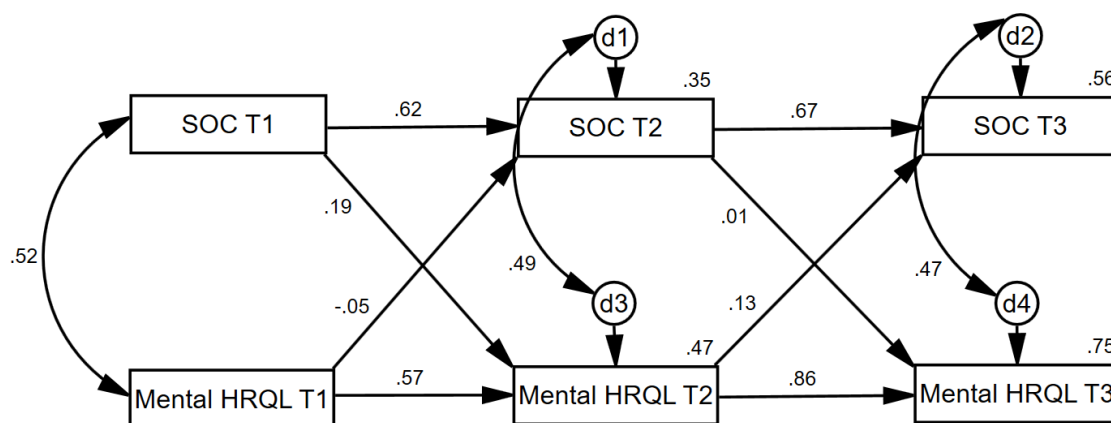 d1
d2
.35
.56
SOC T1
.62
SOC T2
.67
SOC T3
.19
.01
.52
.49
.47
-.05
d3
.13
d4
.47
.75
Mental HRQL T1
.57
Mental HRQL T2
.86
Mental HRQL T3